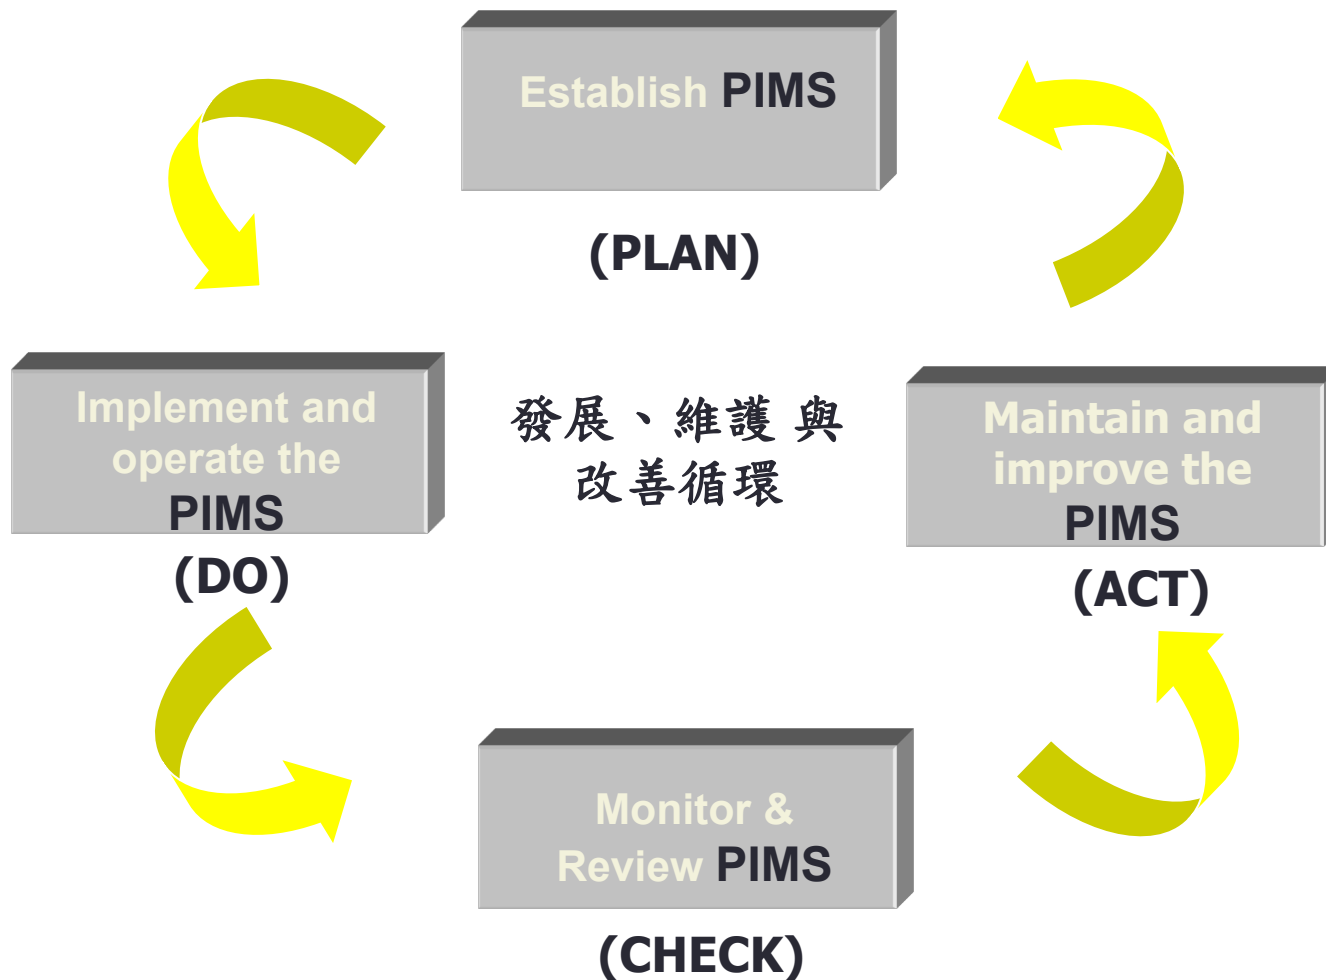 Establish PIMS
(PLAN)
Implement and
operate the
PIMS
(DO)
發展、維護 與
改善循環
Maintain and
improve the
PIMS
(ACT)
Monitor &
Review PIMS
(CHECK)